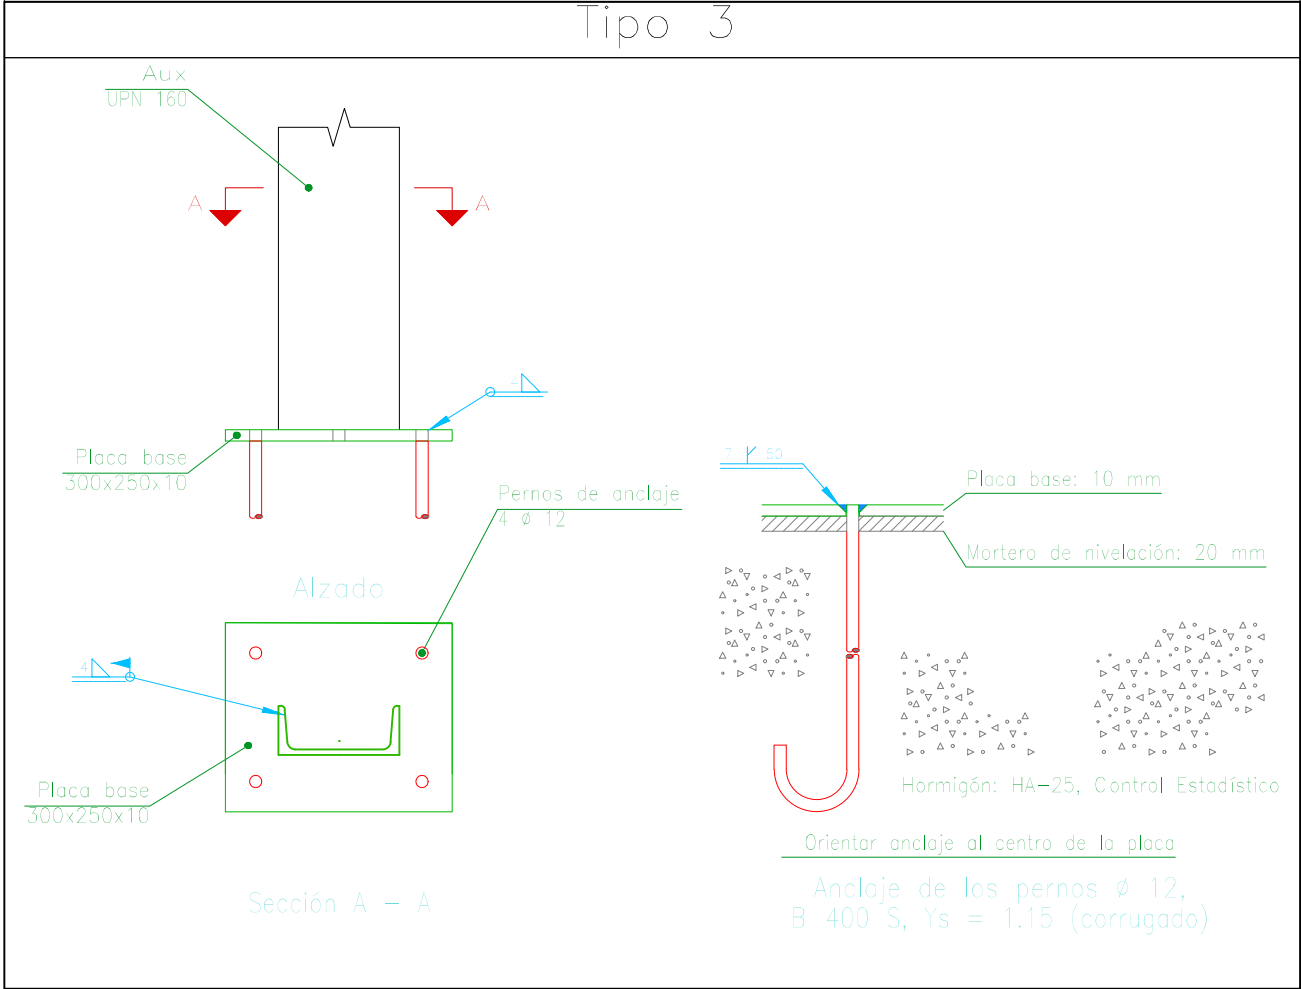 Tipo 3
Aux
UPN 160
A
A
4
Placa base
300x250x10
Pernos de anclaje
4 ø 12
Alzado
4
Placa base
300x250x10
Sección A - A
7 50
Placa base: 10 mm
Mortero de nivelación: 20 mm
Hormigón: HA-25, Control Estadístico
Orientar anclaje al centro de la placa
Anclaje de los pernos ø 12,
B 400 S, Ys = 1.15 (corrugado)